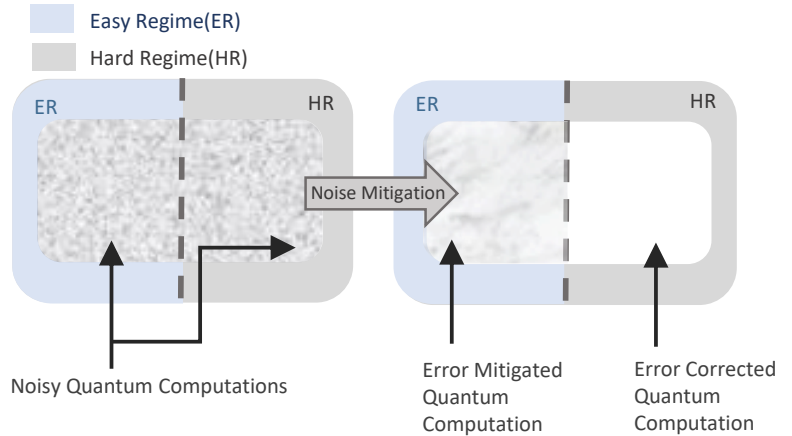 Easy Regime(ER)
Hard Regime(HR)
ER
HR
Noise Mitigation
ER
HR
Noisy Quantum Computations
Error Mitigated
Quantum
Computation
Error Corrected
Quantum
Computation